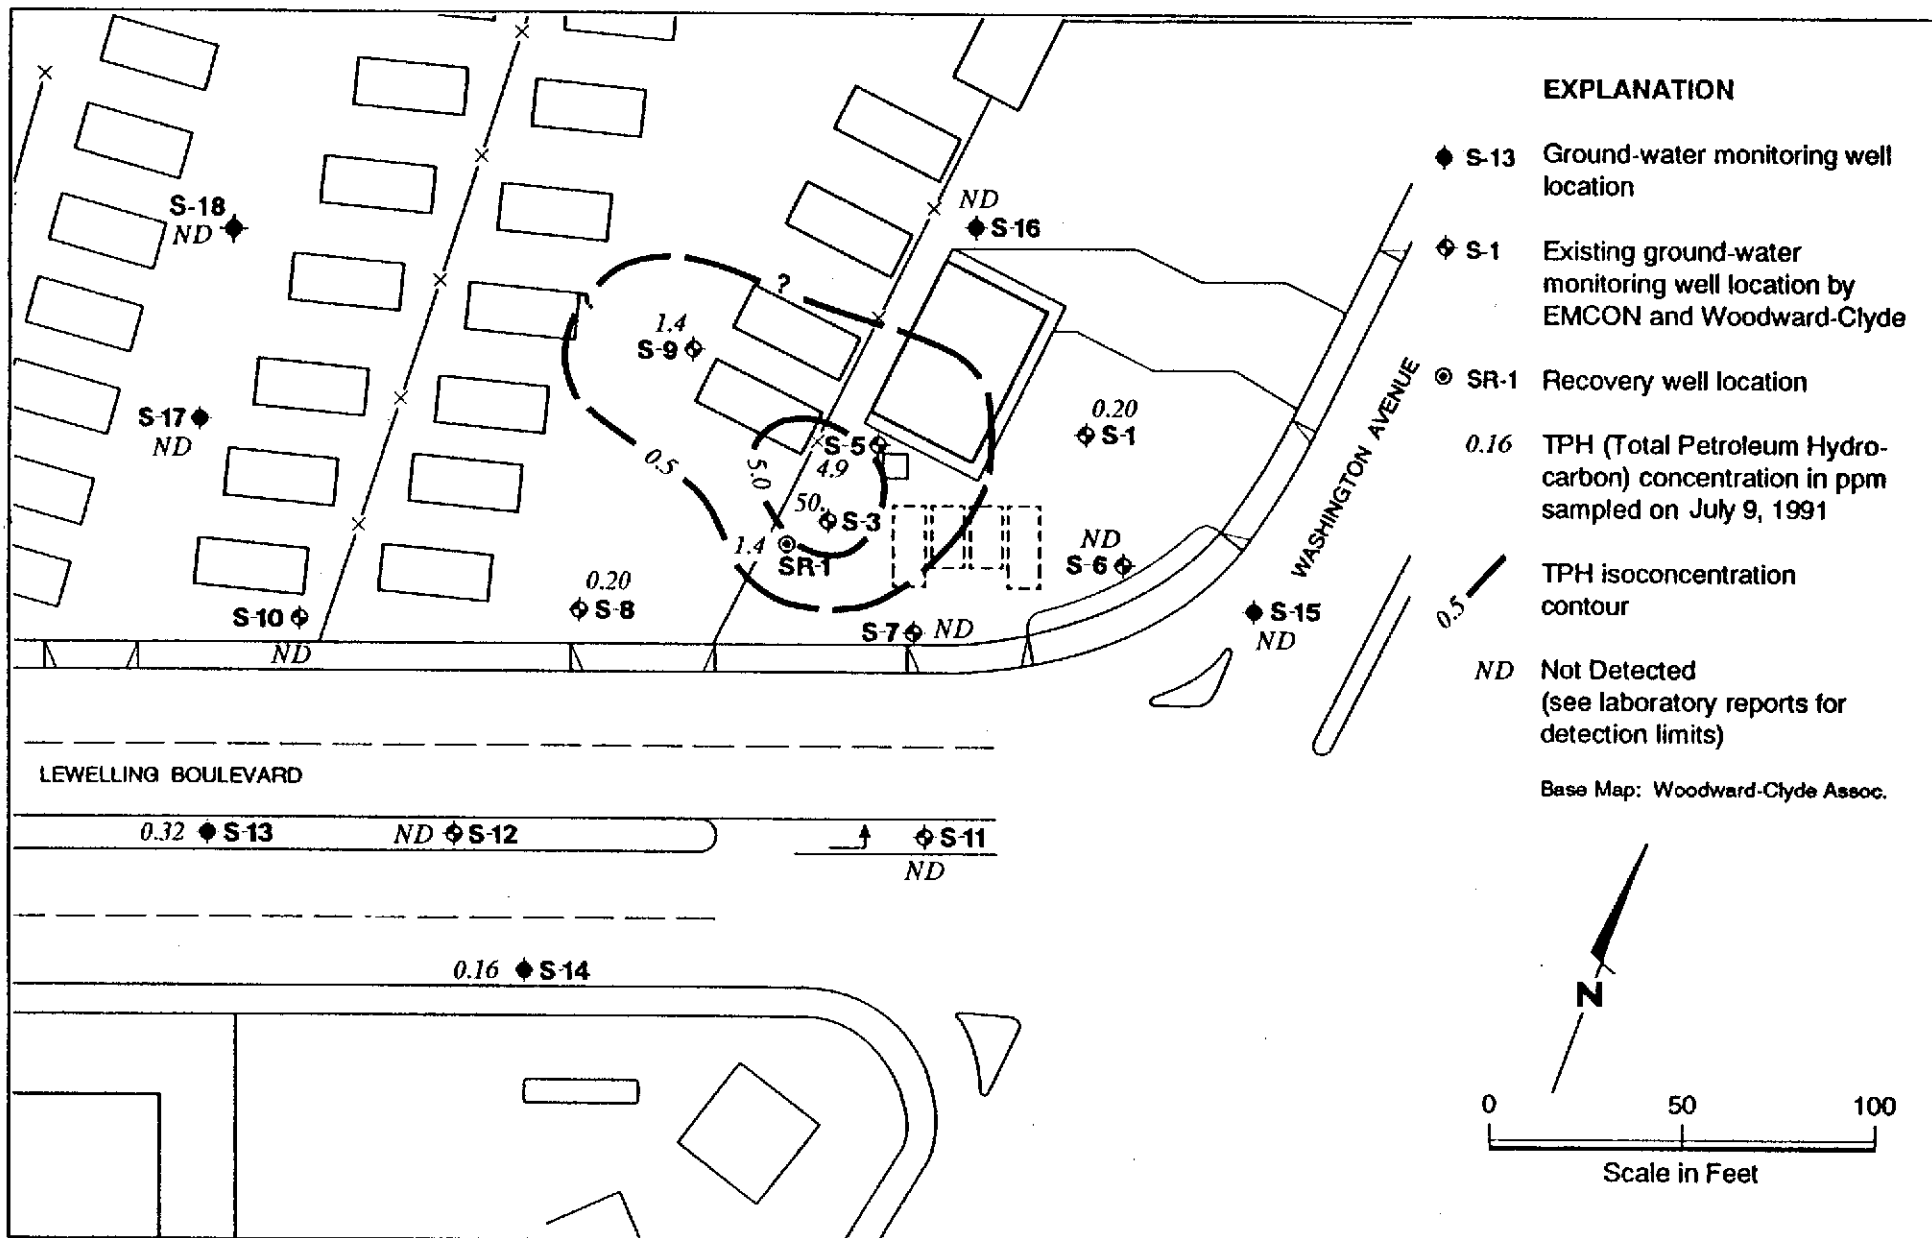 S-18
ND
S-17
ND
S-10
ND
?
1.4
S-9
0.5
5.0
S-5
4.9
50.
S-3
1.4
SR-1
0.20
S-8
ND
S-16
0.20
S-1
ND
S-6
S-7 ND
S-15
ND
WASHINGTON AVENUE
LEWELLING BOULEVARD
0.32 S-13
ND S-12
S-11
ND
0.16 S-14
EXPLANATION
S-13 Ground-water monitoring well
location
S-1 Existing ground-water
monitoring well location by
EMCON and Woodward-Clyde
SR-1 Recovery well location
0.16 TPH (Total Petroleum Hydro-
carbon) concentration in ppm
sampled on July 9, 1991
0.5 TPH isoconcentration
contour
ND Not Detected
(see laboratory reports for
detection limits)
Base Map: Woodward-Clyde Assoc.
N
0 50 100
Scale in Feet